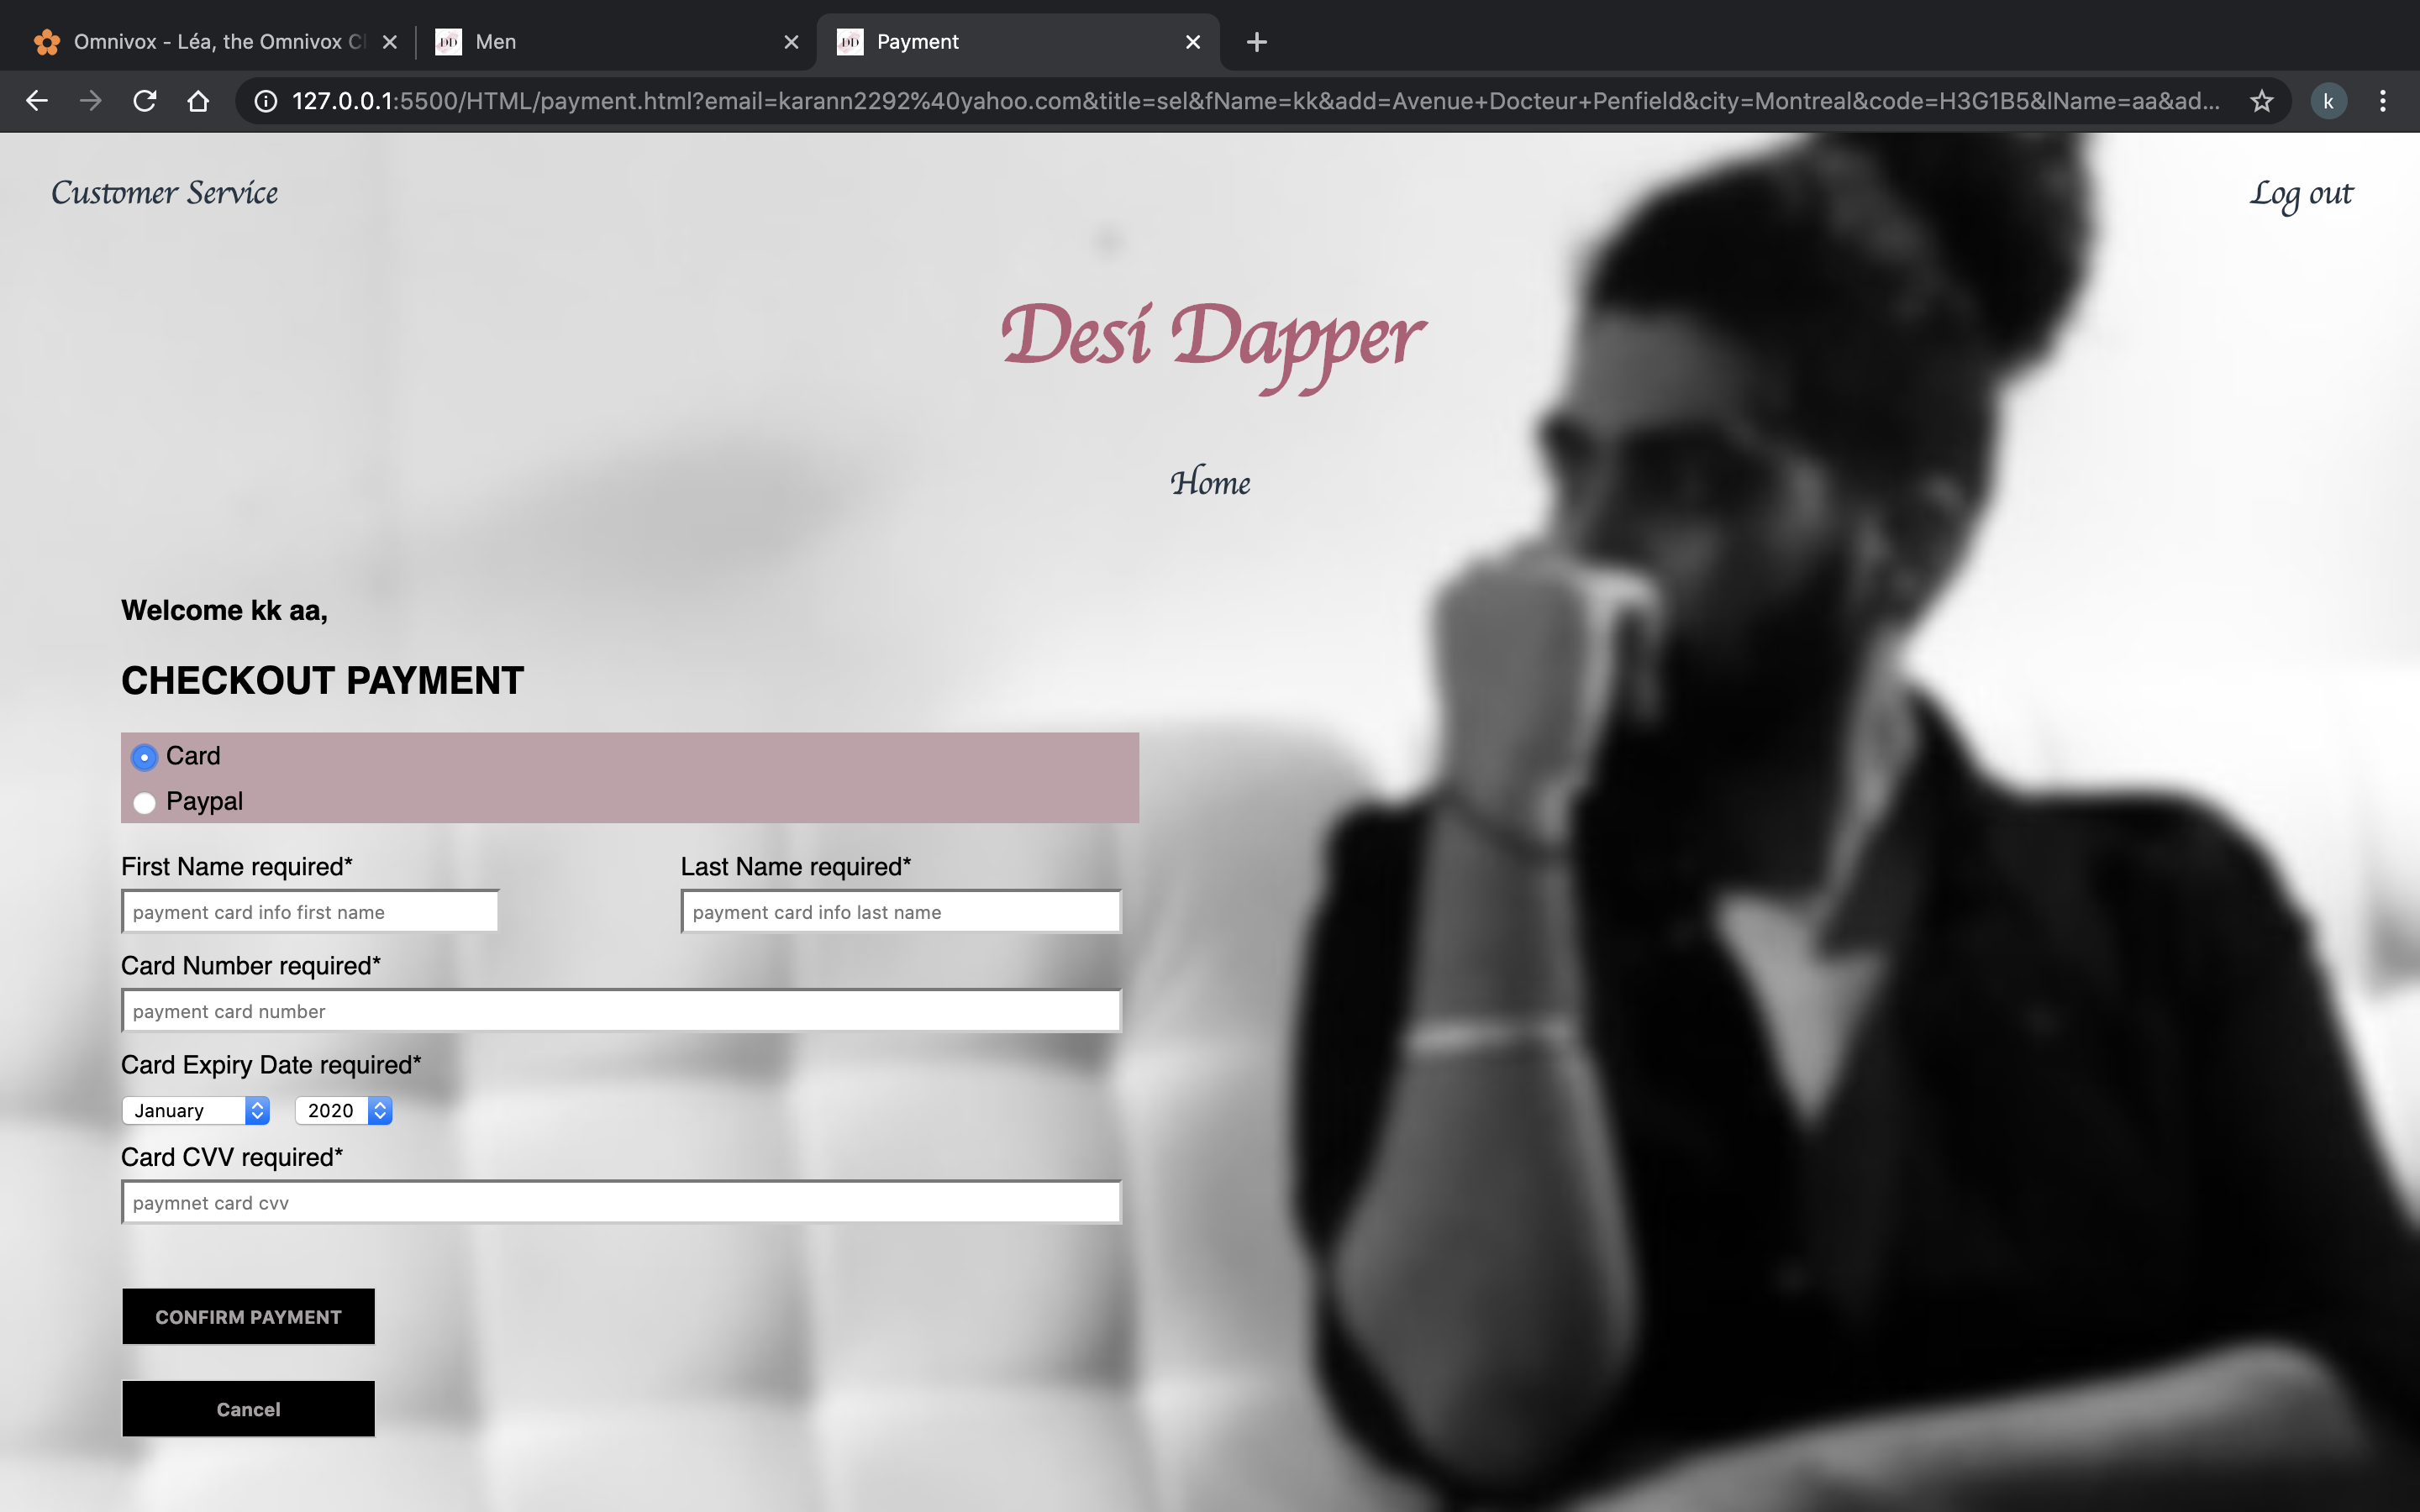 Omnivox - Léa, the Omnivox Cl
Men
Payment
127.0.0.1:5500/HTML/payment.html?email=karann2292%40yahoo.com&title=sel&fName=kk&add=Avenue+Docteur+Penfield&city=Montreal&code=H3G1B5&lName=aa&ad...
k
Customer Service
Log out
Desi Dapper
Home
Welcome kk aa,
CHECKOUT PAYMENT
Card
Paypal
First Name required* Last Name required*
payment card info first name payment card info last name
Card Number required*
payment card number
Card Expiry Date required*
January 2020
Card CVV required*
paymnet card cvv
CONFIRM PAYMENT
Cancel